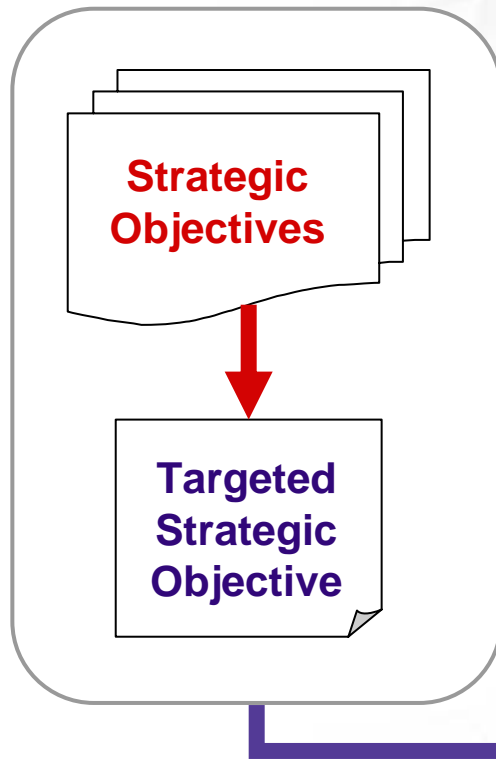 Strategic
Objectives
Targeted
Strategic
Objective